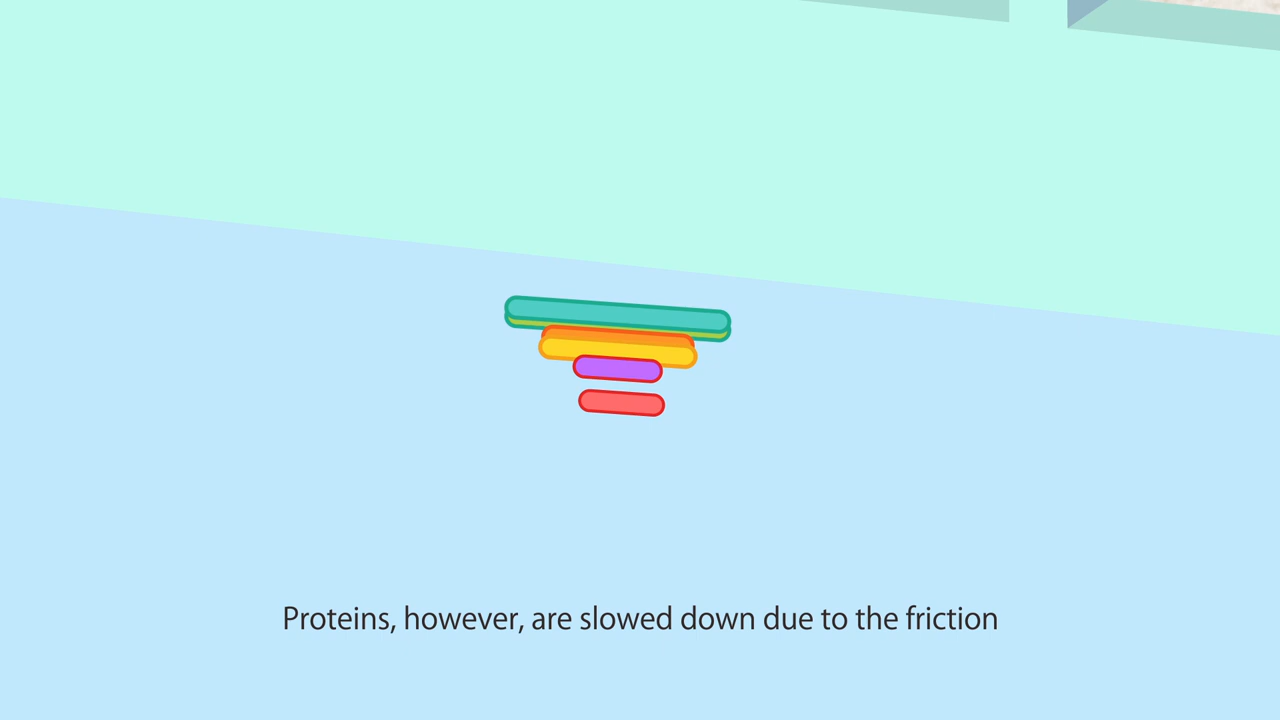 Proteins, however, are slowed down due to the friction